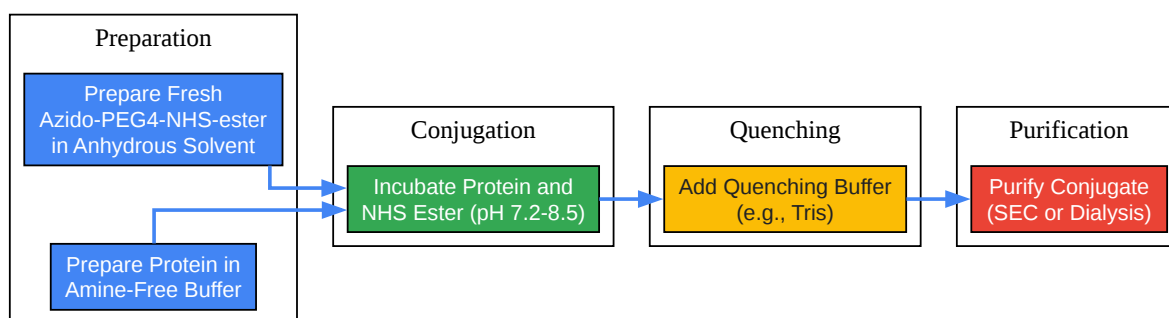 Preparation
Prepare Fresh
Azido-PEG4-NHS-ester
in Anhydrous Solvent
Prepare Protein in
Amine-Free Buffer
Conjugation
Incubate Protein and
NHS Ester (pH 7.2-8.5)
Quenching
Add Quenching Buffer
(e.g., Tris)
Purification
Purify Conjugate
(SEC or Dialysis)